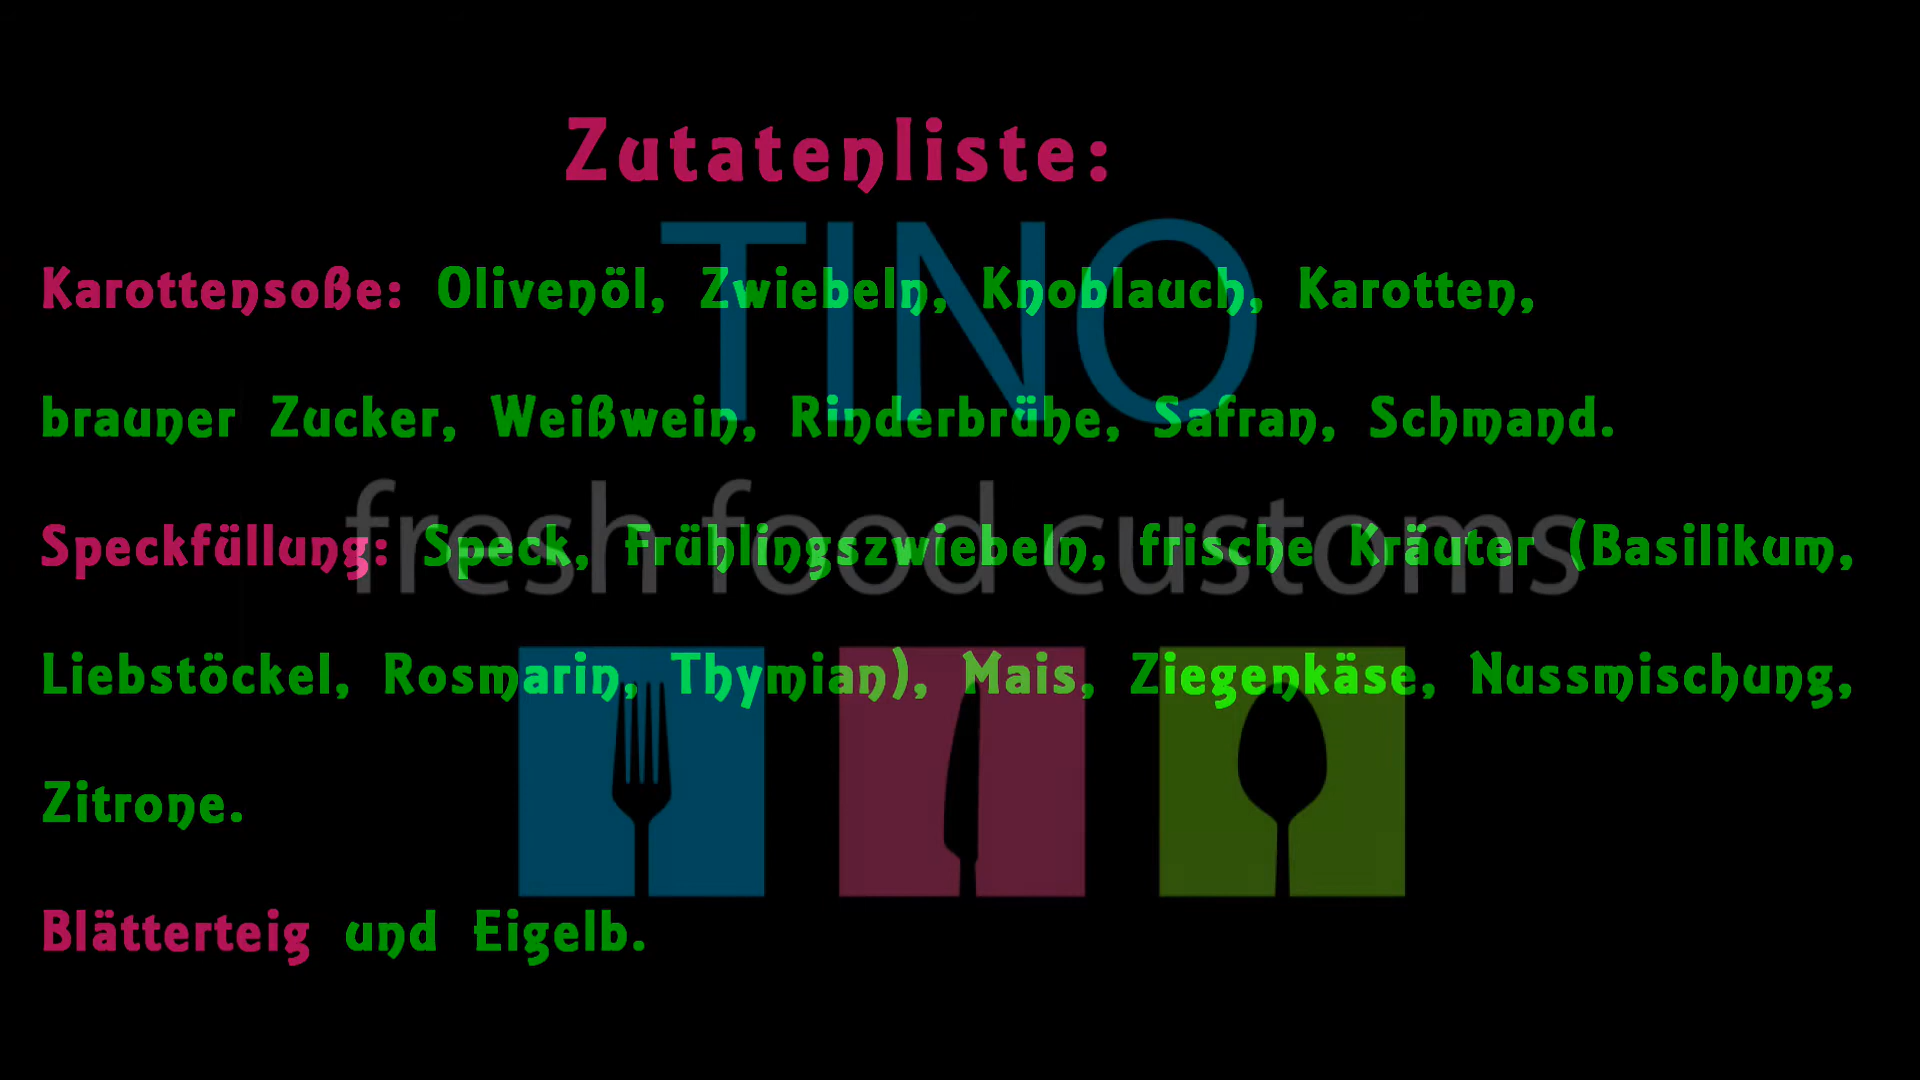 Zutatenliste:
TINO
Karottensoße: Olivenöl, Zwiebeln, Knoblauch, Karotten,
brauner Zucker, Weißwein, Rinderbrühe, Safran, Schmand.
fresh food customs
Speckfüllung: Speck, Frühlingszwiebeln, frische Kräuter (Basilikum,
Liebstöckel, Rosmarin, Thymian), Mais, Ziegenkäse, Nussmischung,
Zitrone.
Blätterteig und Eigelb.